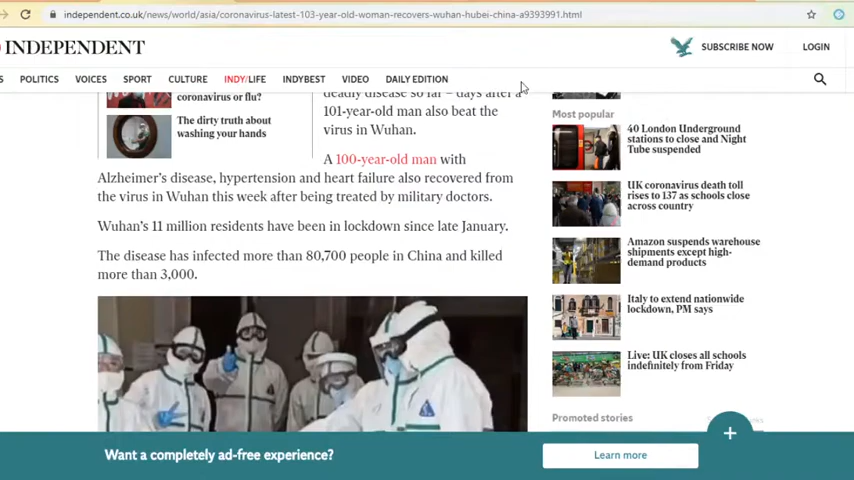 independent.co.uk/news/world/asia/coronavirus-latest-103-year-old-woman-recovers-wuhan-hubei-china-a9393991.html
INDEPENDENT
SUBSCRIBE NOW
LOGIN
S
POLITICS
VOICES
SPORT
CULTURE
INDY/LIFE
INDYBEST
VIDEO
DAILY EDITION
coronavirus or flu?
The dirty truth about
washing your hands
deadly disease so far – days after a
101-year-old man also beat the
virus in Wuhan.
A 100-year-old man with
Alzheimer's disease, hypertension and heart failure also recovered from
the virus in Wuhan this week after being treated by military doctors.
Wuhan's 11 million residents have been in lockdown since late January.
The disease has infected more than 80,700 people in China and killed
more than 3,000.
Most popular
40 London Underground
stations to close and Night
Tube suspended
UK coronavirus death toll
rises to 137 as schools close
across country
Amazon suspends warehouse
shipments except high-
demand products
Italy to extend nationwide
lockdown, PM says
Live: UK closes all schools
indefinitely from Friday
Promoted stories
+
Want a completely ad-free experience?
Learn more